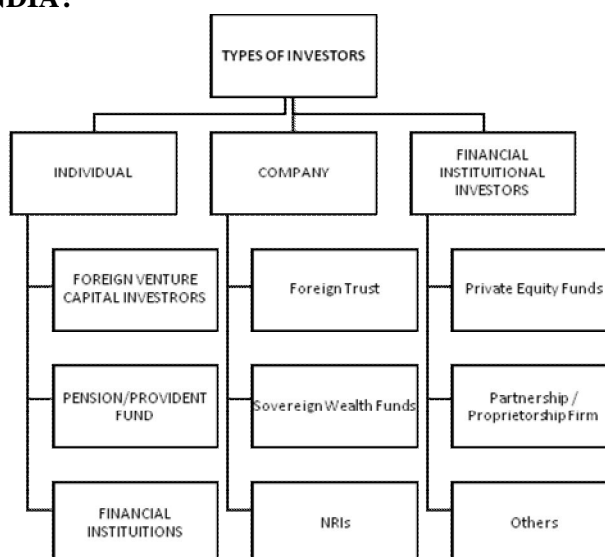 NDIA?
TYPES OF INVESTORS
INDIVIDUAL
COMPANY
FINANCIAL
INSTITUITIONAL
INVESTORS
FOREIGN VENTURE
CAPITAL INVESTRORS
Foreign Trust
Private Equity Funds
PENSION/PROVIDENT
FUND
Sovereign Wealth Funds
Partnership /
Proprietorship Firm
FINANCIAL
INSTITUITIONS
NRIs
Others